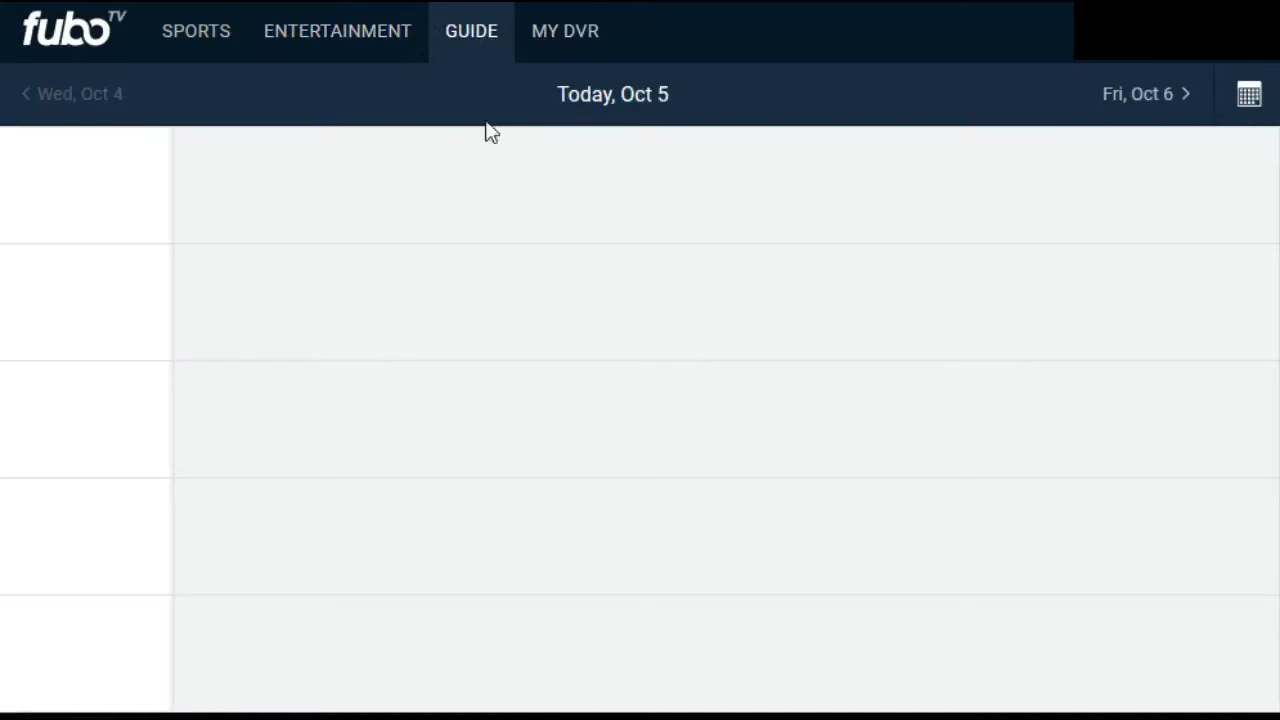 fubo TV SPORTS ENTERTAINMENT GUIDE MY DVR
Wed, Oct 4 Today, Oct 5 Fri, Oct 6